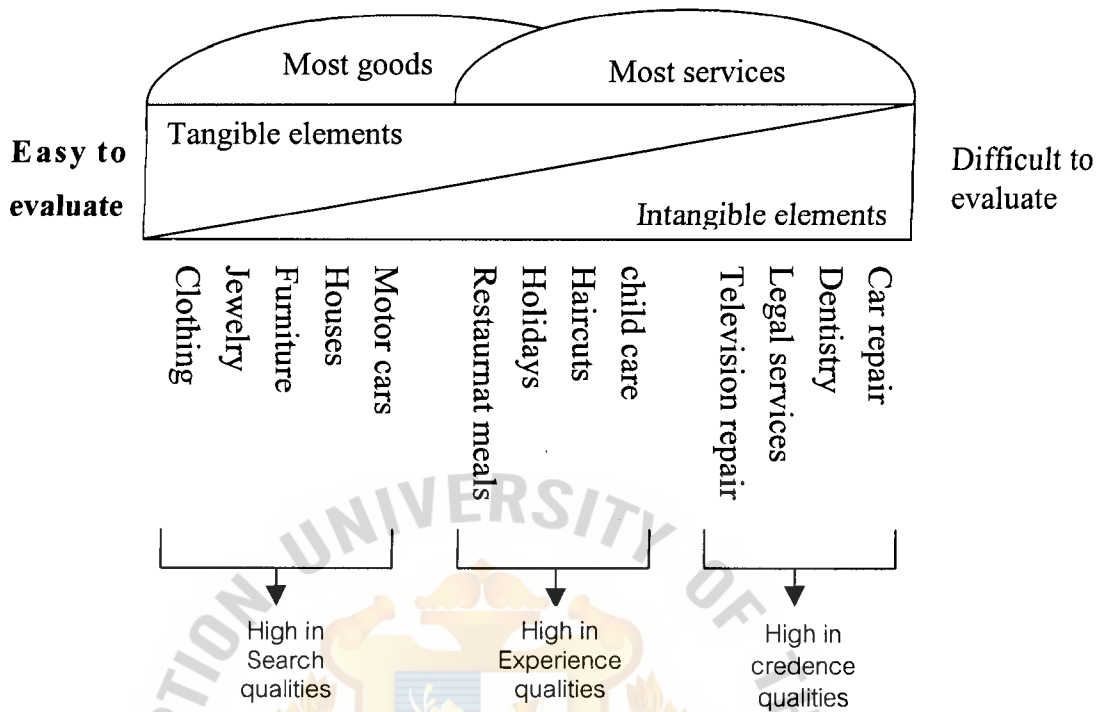 Most goods
Most services
Easy to
evaluate
Tangible elements
Intangible elements
Difficult to
evaluate
Clothing
Jewelry
Furniture
Houses
Motor cars
Restaurnat meals
Holidays
Haircuts
child care
Television repair
Legal services
Dentistry
Car repair
High in
Search
qualities
High in
Experience
qualities
High in
credence
qualities
UNIVERSITY OF